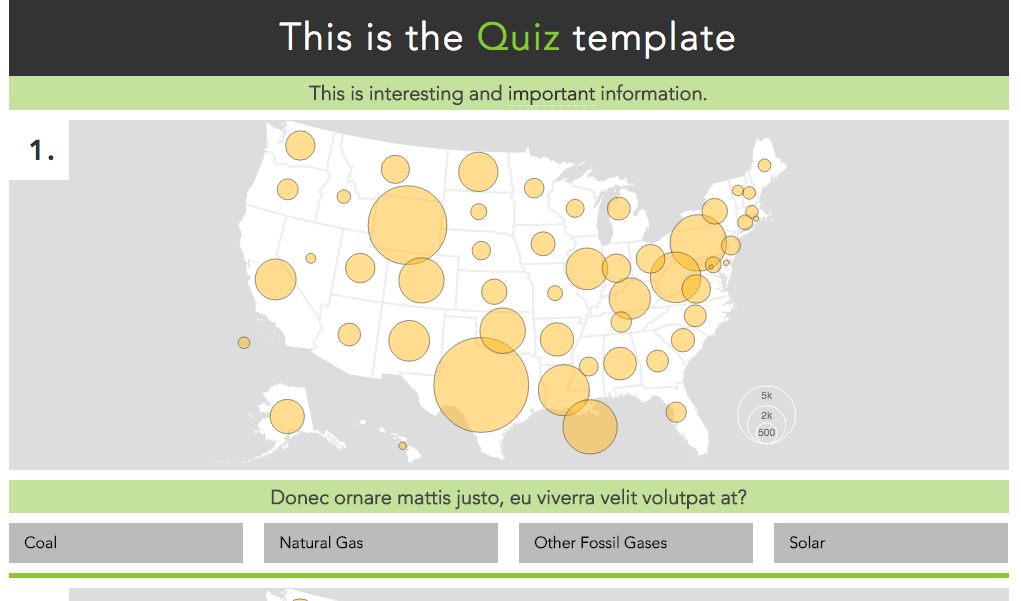 This is the Quiz template
This is interesting and important information.
1.
5k
2k
500
Donec ornare mattis justo, eu viverra velit volutpat at?
Coal
Natural Gas
Other Fossil Gases
Solar